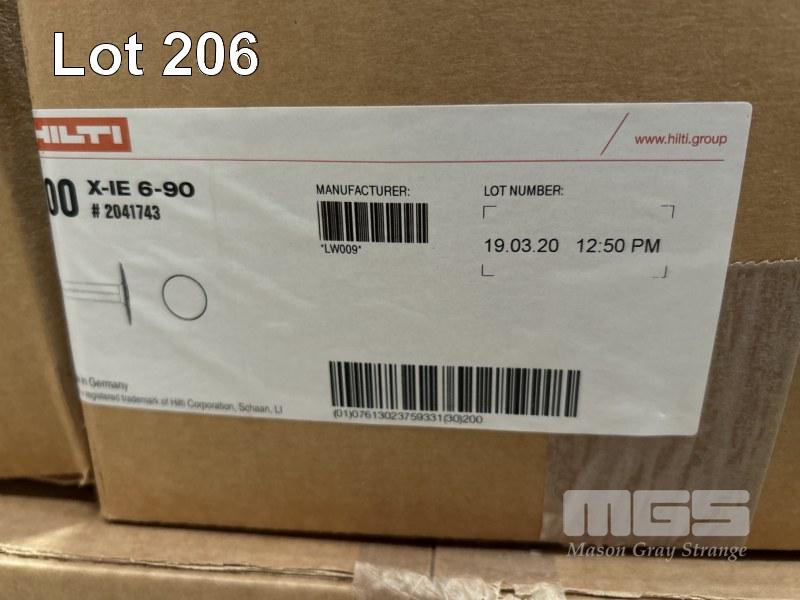 Lot 206
HILTI
www.hilti.group
00 X-IE 6-90
# 2041743
MANUFACTURER:
*LW009*
LOT NUMBER:
19.03.20 12:50 PM
in Germany
registered trademark of Hilti Corporation, Schaan, LI
(01)07613023759331(30)200
MGS
Mason Gray Strange